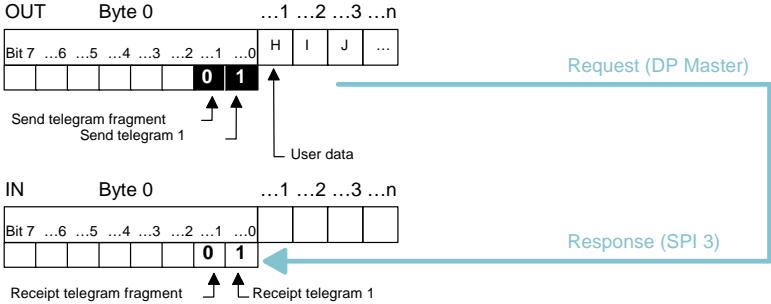 OUT Byte 0 …1 …2 …3 …n
Bit 7 …6 …5 …4 …3 …2 …1 …0 H I J …
0 1
Request (DP Master)
Send telegram fragment
Send telegram 1
User data
IN Byte 0 …1 …2 …3 …n
Bit 7 …6 …5 …4 …3 …2 …1 …0
0 1
Response (SPI 3)
Receipt telegram fragment Receipt telegram 1